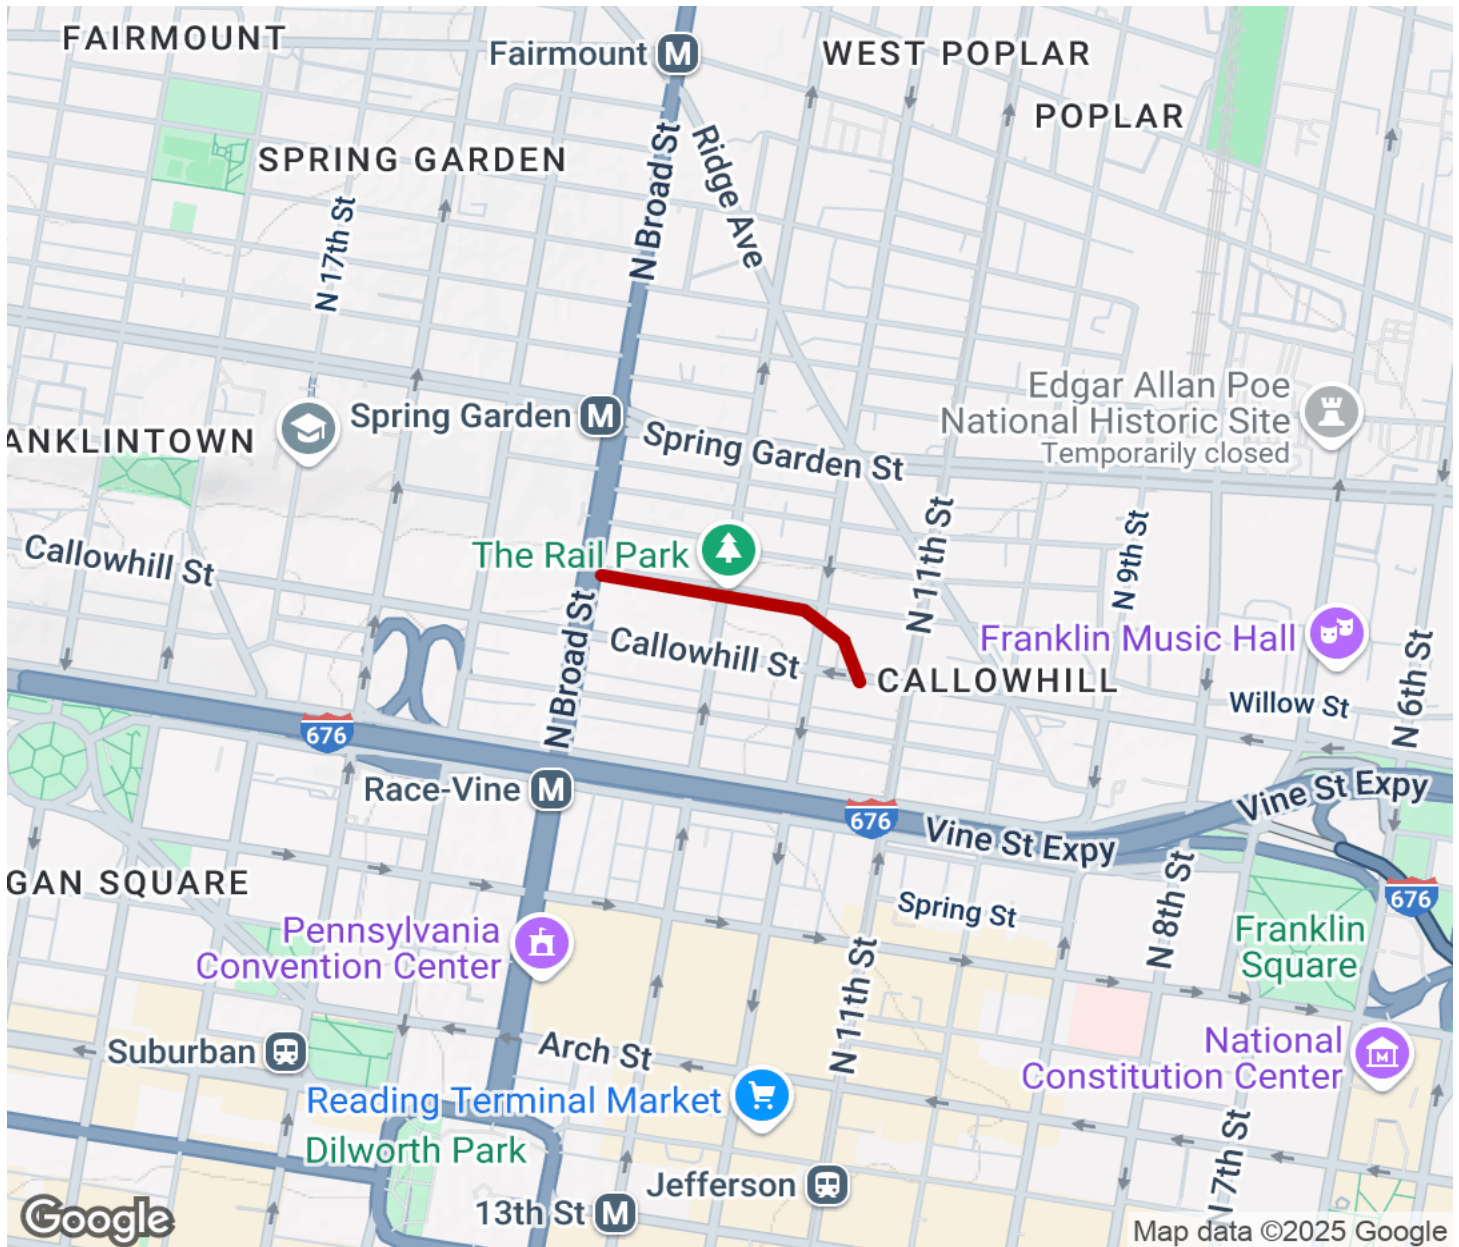 FAIRMOUNT
Fairmount M
WEST POPLAR
POPLAR
SPRING GARDEN
N Broad St
Ridge Ave
N 17th St
Edgar Allan Poe
National Historic Site
Temporarily closed
Spring Garden M
ANKLINTOWN
Spring Garden St
N 11th St
N 9th St
The Rail Park
Callowhill St
N Broad St
Callowhill St
Franklin Music Hall
N 6th St
CALLOWHILL
Willow St
676
Race-Vine M
676
Vine St Expy
Vine St Expy
GAN SQUARE
676
Spring St
N 8th St
Pennsylvania
Convention Center
Franklin
Square
N 11th St
Suburban
Arch St
National
Constitution Center
Reading Terminal Market
Dilworth Park
N 7th St
Jefferson
13th St M
Google
Map data ©2025 Google